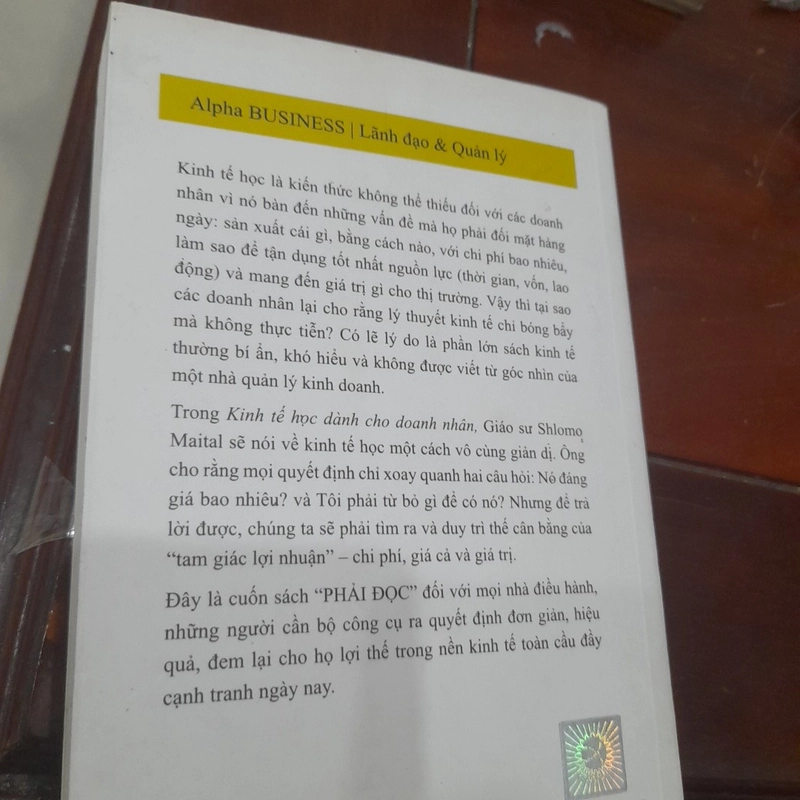 Alpha BUSINESS | Lãnh đạo & Quản lý
Kinh tế học là kiến thức không thể thiếu đối với các doanh
nhân vì nó bàn đến những vấn đề mà họ phải đối mặt hàng
ngày: sản xuất cái gì, bằng cách nào, với chi phí bao nhiêu,
làm sao để tận dụng tốt nhất nguồn lực (thời gian, vốn, lao
động) và mang đến giá trị gì cho thị trường. Vậy thì tại sao
các doanh nhân lại cho rằng lý thuyết kinh tế chỉ bóng bẩy
mà không thực tiễn? Có lẽ lý do là phần lớn sách kinh tế
thường bí ẩn, khó hiểu và không được viết từ góc nhìn của
một nhà quản lý kinh doanh.
Trong Kinh tế học dành cho doanh nhân, Giáo sư Shlomo
Maital sẽ nói về kinh tế học một cách vô cùng giản dị. Ông
cho rằng mọi quyết định chỉ xoay quanh hai câu hỏi: Nó đáng
giá bao nhiêu? và Tôi phải từ bỏ gì để có nó? Nhưng để trả
lời được, chúng ta sẽ phải tìm ra và duy trì thế cân bằng của
“tam giác lợi nhuận” – chi phí, giá cả và giá trị.
Đây là cuốn sách “PHẢI ĐỌC” đối với mọi nhà điều hành,
những người cần bộ công cụ ra quyết định đơn giản, hiệu
quả, đem lại cho họ lợi thế trong nền kinh tế toàn cầu đầy
cạnh tranh ngày nay.